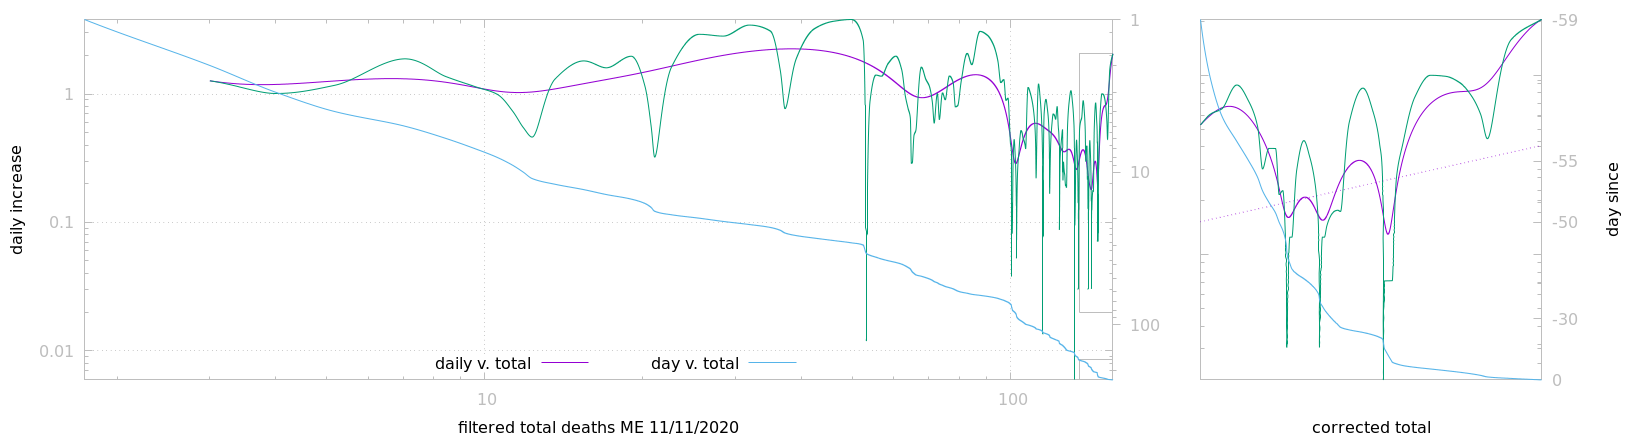 daily increase
1
0.1
0.01
10
100
1
10
100
daily v. total
day v. total
filtered total deaths ME 11/11/2020
-59
-55
-50
-30
0
day since
corrected total